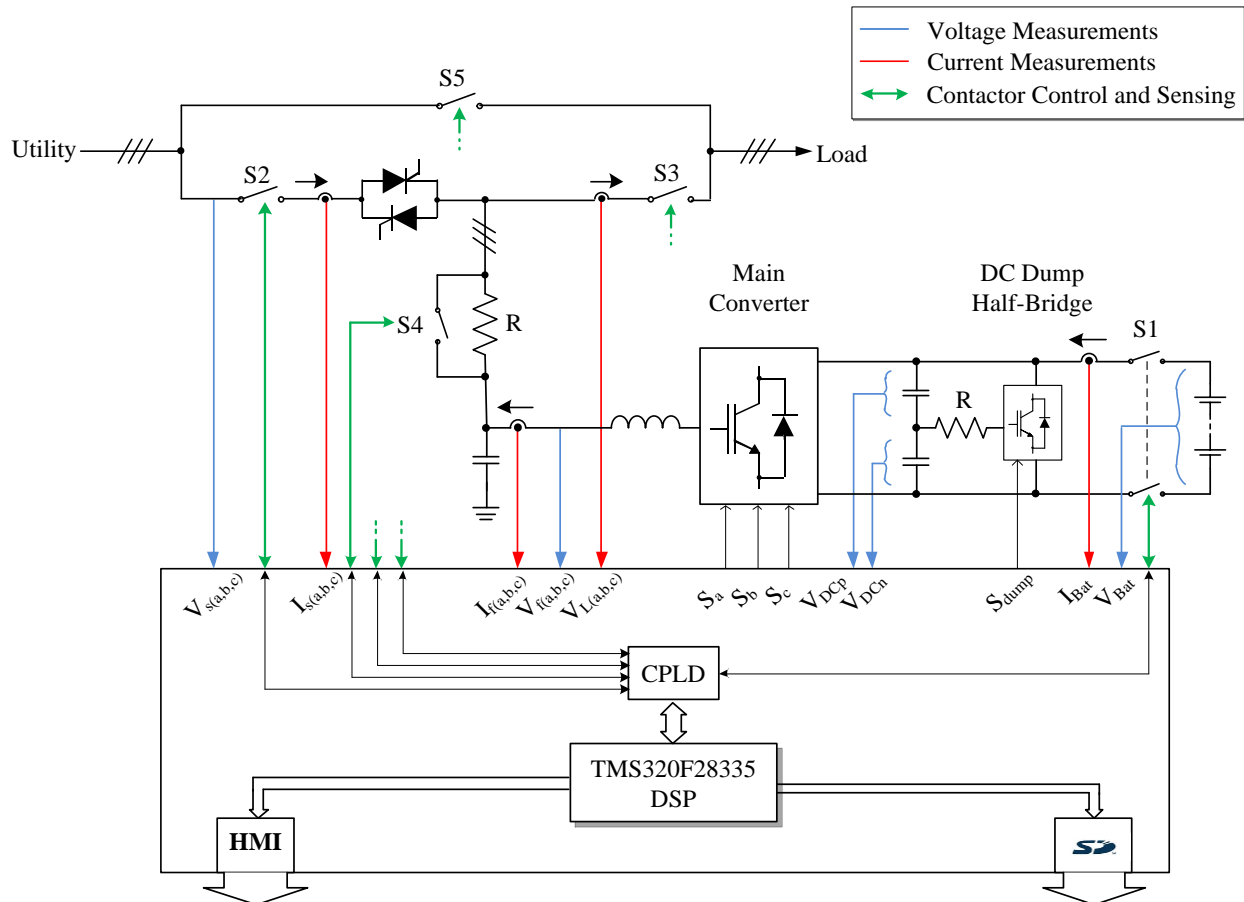 Voltage Measurements
Current Measurements
Contactor Control and Sensing
S5
Utility
Load
S2
S3
S4
R
Main
Converter
DC Dump
Half-Bridge
S1
R
Vs(a,b,c)
Is(a,b,c)
If(a,b,c)
Vf(a,b,c)
VL(a,b,c)
Sa
Sb
Sc
VDCp
VDCn
Sdump
IBat
VBat
CPLD
TMS320F28335
DSP
HMI
SD